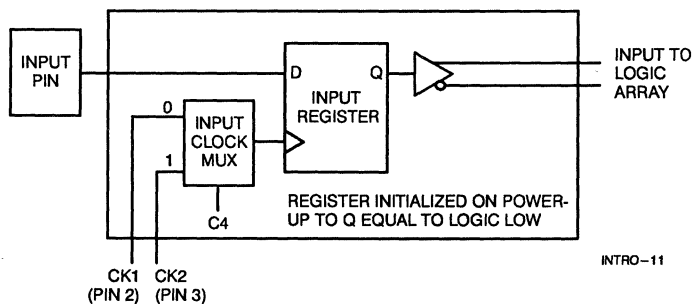 INPUT
PIN
D
Q
INPUT
REGISTER
INPUT TO
LOGIC
ARRAY
0
INPUT
CLOCK
MUX
1
C4
REGISTER INITIALIZED ON POWER-
UP TO Q EQUAL TO LOGIC LOW
INTRO-11
CK1
(PIN 2)
CK2
(PIN 3)